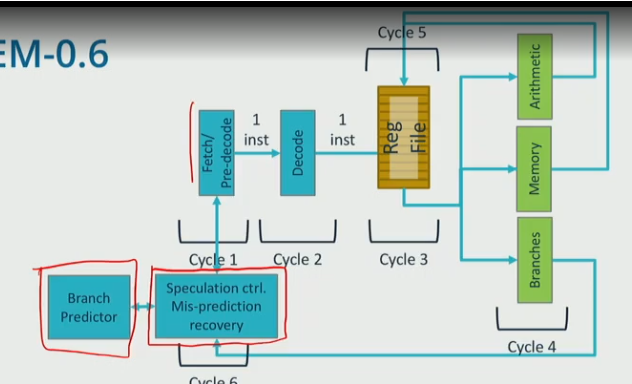 EM-0.6
Cycle 5
Arithmetic
1
inst
1
inst
Fetch/
Pre-decode
Decode
Reg
File
Memory
Cycle 1
Cycle 2
Cycle 3
Branches
Branch
Predictor
Speculation ctrl.
Mis-prediction
recovery
Cycle 4
Cycle 6